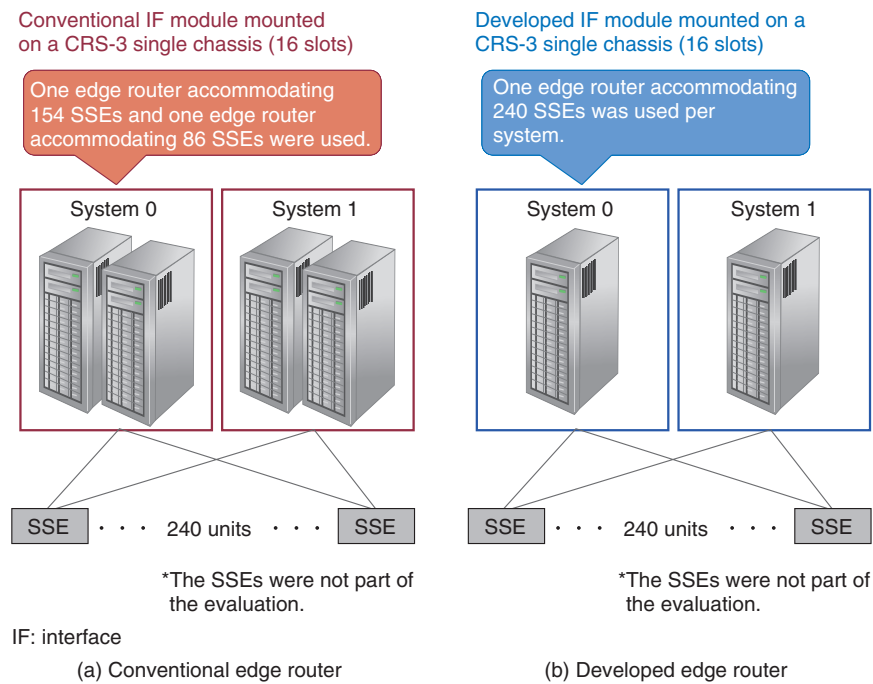 Conventional IF module mounted
on a CRS-3 single chassis (16 slots)
One edge router accommodating
154 SSEs and one edge router
accommodating 86 SSEs were used.
System 0
System 1
SSE
· · · 240 units · · ·
SSE
*The SSEs were not part of
the evaluation.
IF: interface
(a) Conventional edge router
Developed IF module mounted on a
CRS-3 single chassis (16 slots)
One edge router accommodating
240 SSEs was used per
system.
System 0
System 1
SSE
· · · 240 units · · ·
SSE
*The SSEs were not part of
the evaluation.
(b) Developed edge router